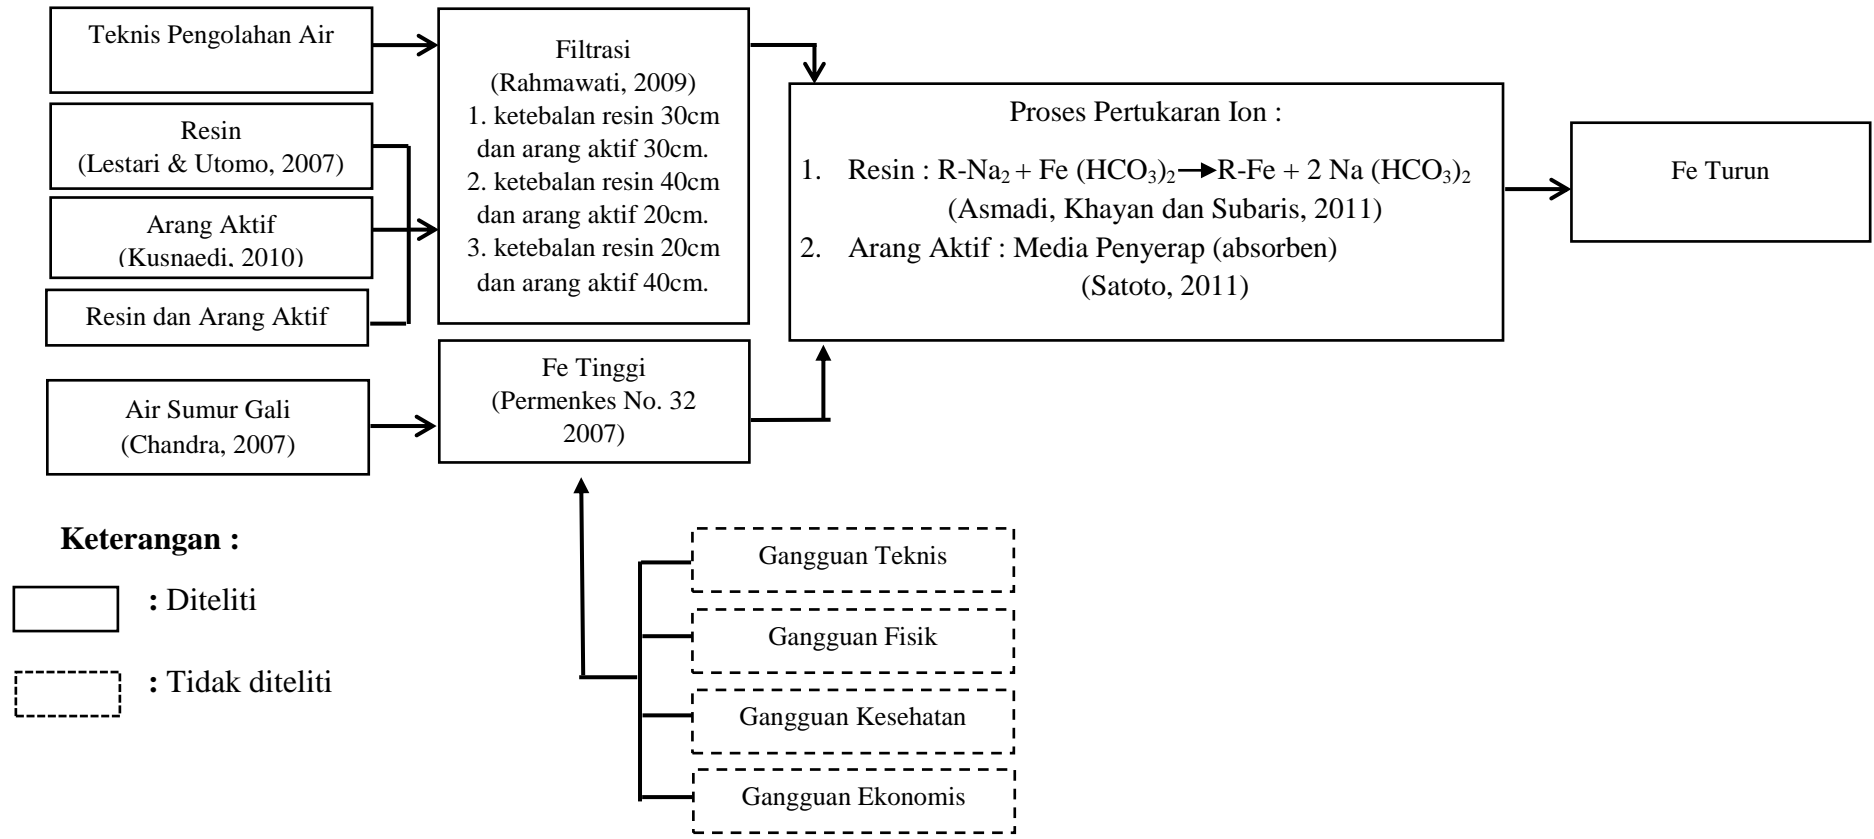 Teknis Pengolahan Air
Resin
(Lestari & Utomo, 2007)
Arang Aktif
(Kusnaedi, 2010)
Resin dan Arang Aktif
Air Sumur Gali
(Chandra, 2007)
Filtrasi
(Rahmawati, 2009)
1. ketebalan resin 30cm
dan arang aktif 30cm.
2. ketebalan resin 40cm
dan arang aktif 20cm.
3. ketebalan resin 20cm
dan arang aktif 40cm.
Fe Tinggi
(Permenkes No. 32
2007)
Proses Pertukaran Ion :
1. Resin : R-Na₂ + Fe (HCO₃)₂→R-Fe + 2 Na (HCO₃)₂
(Asmadi, Khayan dan Subaris, 2011)
2. Arang Aktif : Media Penyerap (absorben)
(Satoto, 2011)
Fe Turun
Gangguan Teknis
Gangguan Fisik
Gangguan Kesehatan
Gangguan Ekonomis
Keterangan :
: Diteliti
: Tidak diteliti